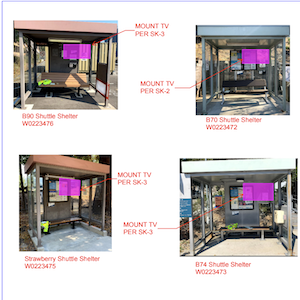 MOUNT TV
PER SK-3
B90 Shuttle Shelter
W0223476
MOUNT TV
PER SK-2
B70 Shuttle Shelter
W0223472
MOUNT TV
PER SK-3
Strawberry Shuttle Shelter
W0223475
MOUNT TV
PER SK-3
B74 Shuttle Shelter
W0223473